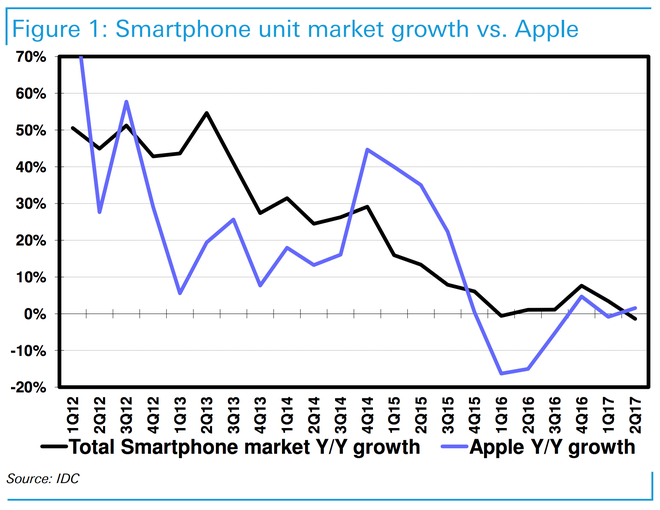 Figure 1: Smartphone unit market growth vs. Apple
70%
60%
50%
40%
30%
20%
10%
0%
-10%
-20%
1Q12
2Q12
3Q12
4Q12
1Q13
2Q13
3Q13
4Q13
1Q14
2Q14
3Q14
4Q14
1Q15
2Q15
3Q15
4Q15
1Q16
2Q16
3Q16
4Q16
1Q17
2Q17
Total Smartphone market Y/Y growth
Apple Y/Y growth
Source: IDC